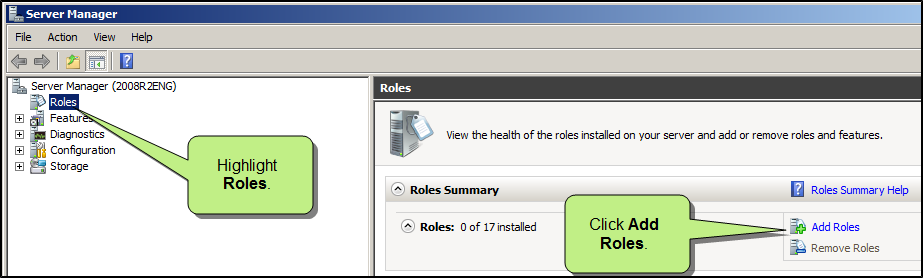 Server Manager
File Action View Help
Server Manager (2008R2ENG)
Roles
Features
Diagnostics
Configuration
Storage
Highlight
Roles.
Roles
View the health of the roles installed on your server and add or remove roles and features.
Roles Summary
Roles Summary Help
Roles: 0 of 17 installed
Click Add
Roles.
Add Roles
Remove Roles